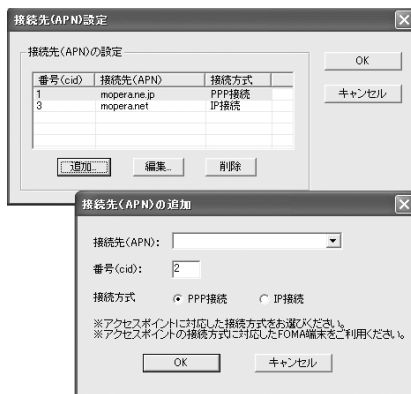 接続先(APN)設定
接続先(APN)の設定
OK
キャンセル
番号(cid) 接続先(APN) 接続方式
1 mopera.ne.jp PPP接続
3 mopera.net IP接続
追加... 編集... 削除
接続先(APN)の追加
接続先(APN):
番号(cid): 2
接続方式 PPP接続 IP接続
※アクセスポイントに対応した接続方式をお選びください。
※アクセスポイントの接続方式に対応したFOMA端末をご利用ください。
OK キャンセル